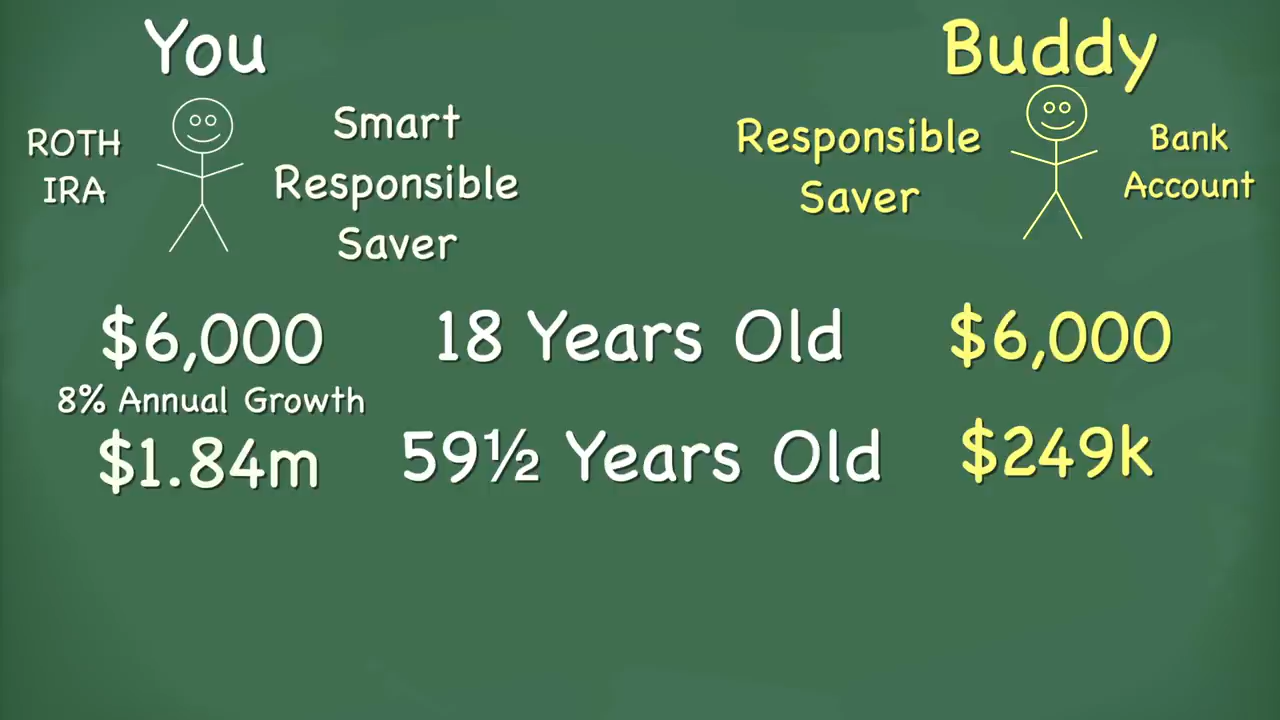 You
Buddy
ROTH
IRA
Smart
Responsible
Saver
Responsible
Saver
Bank
Account
$6,000
18 Years Old
$6,000
8% Annual Growth
$1.84m
59½ Years Old
$249k